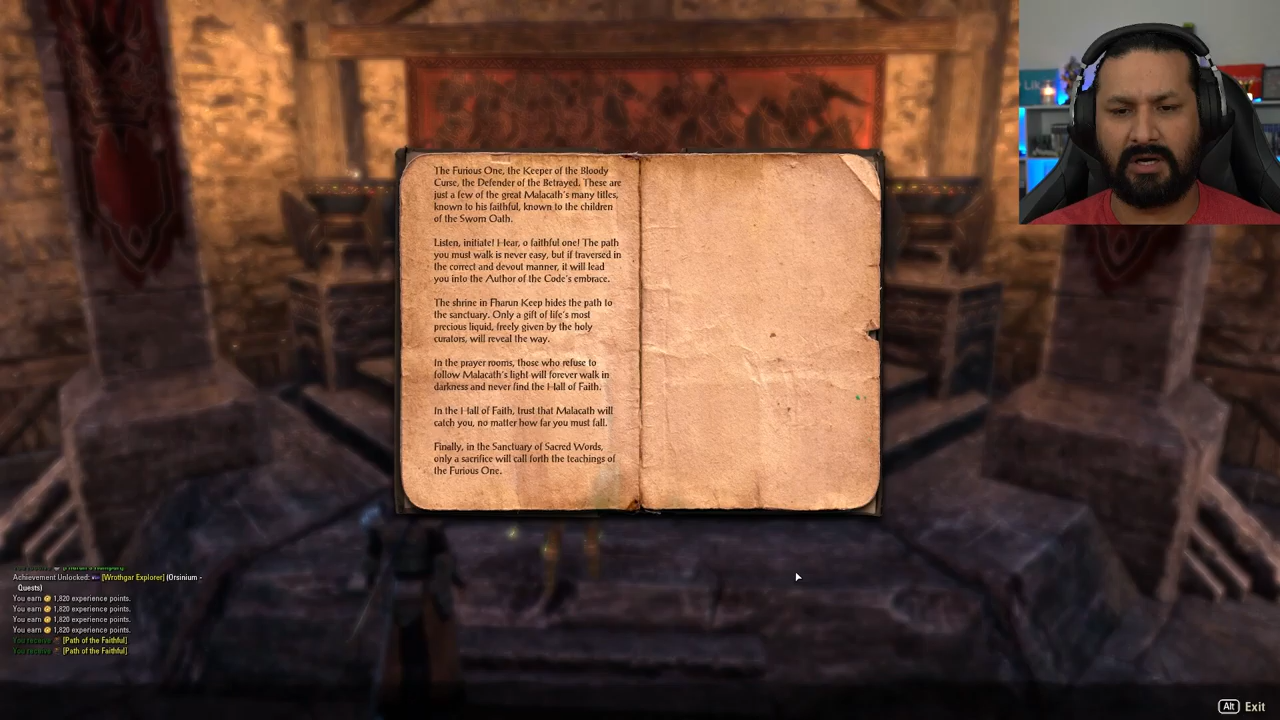 The Furious One, the Keeper of the Bloody
Curse, the Defender of the Betrayed. These are
just a few of the great Malacath's many titles,
known to his faithful, known to the children
of the Sworn Oath.
Listen, initiate! Hear, o faithful one! The path
you must walk is never easy, but if traversed in
the correct and devout manner, it will lead
you into the Author of the Code's embrace.
The shrine in Fharun Keep hides the path to
the sanctuary. Only a gift of life's most
precious liquid, freely given by the holy
curators, will reveal the way.
In the prayer rooms, those who refuse to
follow Malacath's light will forever walk in
darkness and never find the Hall of Faith.
In the Hall of Faith, trust that Malacath will
catch you, no matter how far you must fall.
Finally, in the Sanctuary of Sacred Words,
only a sacrifice will call forth the teachings of
the Furious One.
Achievement Unlocked: [Wrothgar Explorer] (Orsinium -
Quests)
You earn 1,820 experience points.
You earn 1,820 experience points.
You earn 1,820 experience points.
You earn 1,820 experience points.
You receive [Path of the Faithful]
You receive [Path of the Faithful]
Alt Exit